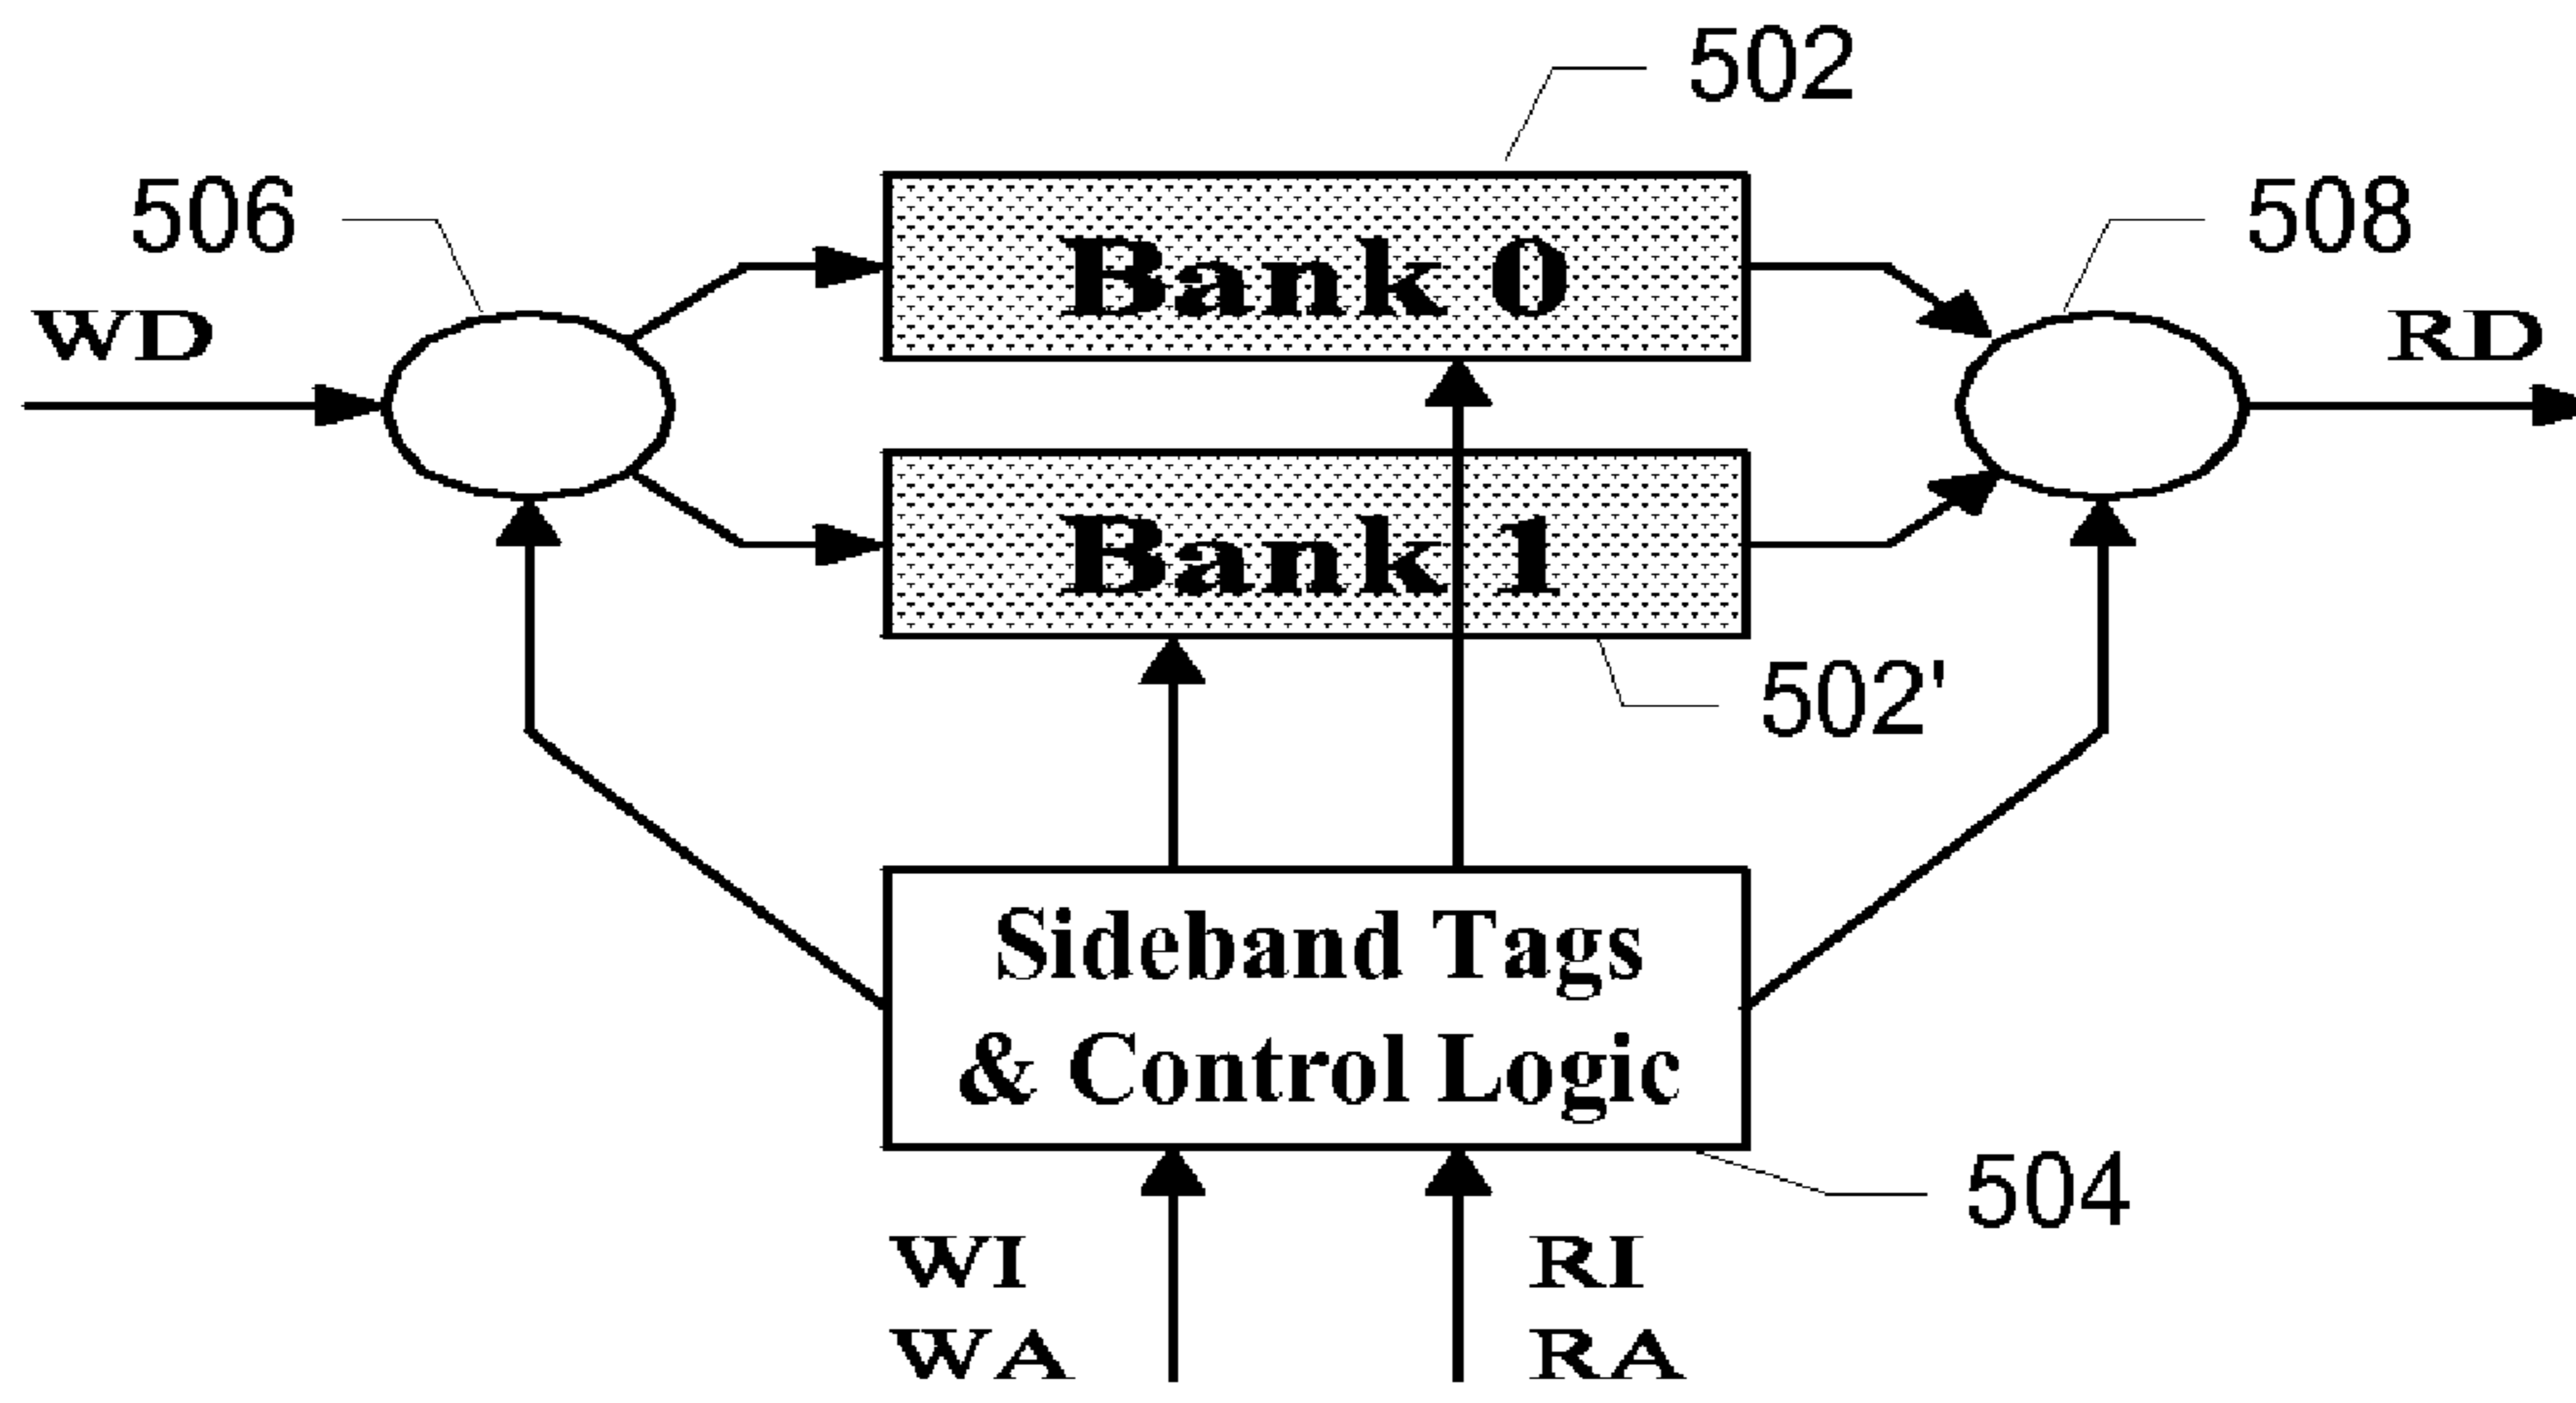 502
506
508
Bank 0
WD
RD
Bank 1
502'
Sideband Tags
& Control Logic
504
WI
RI
WA
RA